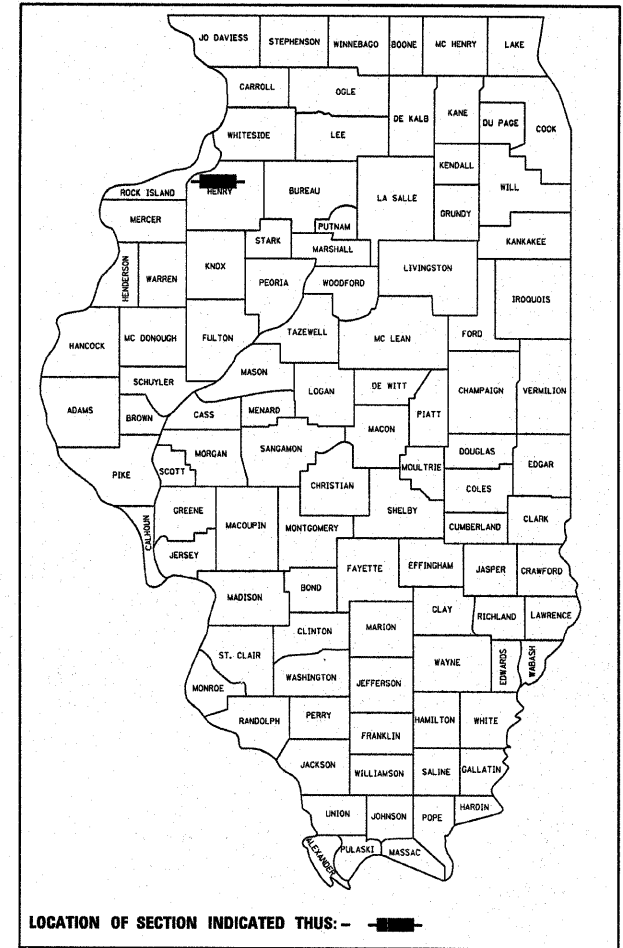 JO DAVIESS STEPHENSON WINNEBAGO BOONE MC HENRY LAKE
CARROLL OGLE DE KALB KANE DU PAGE COOK
WHITESIDE LEE
KENDALL WILL
ROCK ISLAND HENRY BUREAU LA SALLE GRUNDY
MERCER PUTNAM
STARK MARSHALL KANKAKEE
HENDERSON WARREN KNOX PEORIA WOODFORD LIVINGSTON
IROQUOIS
HANCOCK MC DONOUGH FULTON TAZEWELL MC LEAN FORD
MASON
SCHUYLER LOGAN DE WITT CHAMPAIGN VERMILION
ADAMS BROWN CASS MENARD MACON PIATT
MORGAN SANGAMON DOUGLAS EDGAR
PIKE SCOTT CHRISTIAN MOULTRIE COLES
GREENE MACOUPIN MONTGOMERY SHELBY CUMBERLAND CLARK
CALHOUN JERSEY
FAYETTE EFFINGHAM JASPER CRAWFORD
MADISON BOND
CLAY RICHLAND LAWRENCE
CLINTON MARION
ST. CLAIR WAYNE EDWARDS WABASH
WASHINGTON JEFFERSON
MONROE
RANDOLPH PERRY HAMILTON WHITE
FRANKLIN
JACKSON WILLIAMSON SALINE GALLATIN
UNION JOHNSON POPE HARDIN
ALEXANDER PULASKI MASSAC
LOCATION OF SECTION INDICATED THUS: -